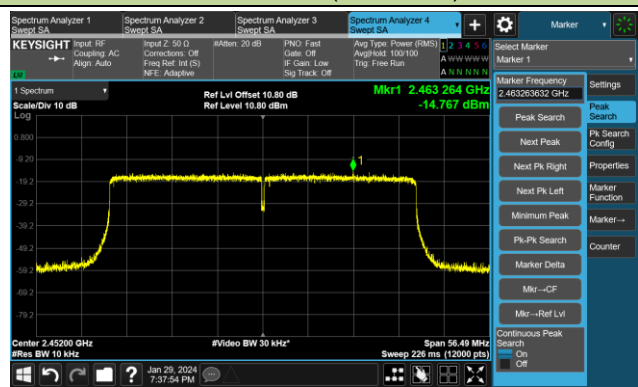 Spectrum Analyzer 1
Swept SA
Spectrum Analyzer 2
Swept SA
Spectrum Analyzer 3
Swept SA
Spectrum Analyzer 4
Swept SA
+
Marker
KEYSIGHT
Input: RF
Coupling: AC
Align: Auto
Input Z: 50 Ω
Corrections: Off
Freq Ref: Int (S)
NFE: Adaptive
#Atten: 20 dB
PNO: Fast
Gate: Off
IF Gain: Low
Sig Track: Off
Avg Type: Power (RMS)
Avg|Hold: 100/100
Trig: Free Run
1 2 3 4 5 6
A W W W W W
A N N N N N
LR
Select Marker
Marker 1
1 Spectrum
Scale/Div 10 dB
Log
Ref Lvl Offset 10.80 dB
Ref Level 10.80 dBm
Mkr1 2.463 264 GHz
-14.767 dBm
0.800
-9.20
-19.2
-29.2
-39.2
-49.2
-59.2
-69.2
-79.2
1
Center 2.45200 GHz
#Res BW 10 kHz
#Video BW 30 kHz*
Span 56.49 MHz
Sweep 226 ms (12000 pts)
Marker Frequency
2.463263632 GHz
Peak Search
Next Peak
Next Pk Right
Next Pk Left
Minimum Peak
Pk-Pk Search
Marker Delta
Mkr→CF
Mkr→Ref Lvl
Continuous Peak
Search
On
Off
Settings
Peak
Search
Pk Search
Config
Properties
Marker
Function
Marker→
Counter
?
Jan 29, 2024
7:37:54 PM